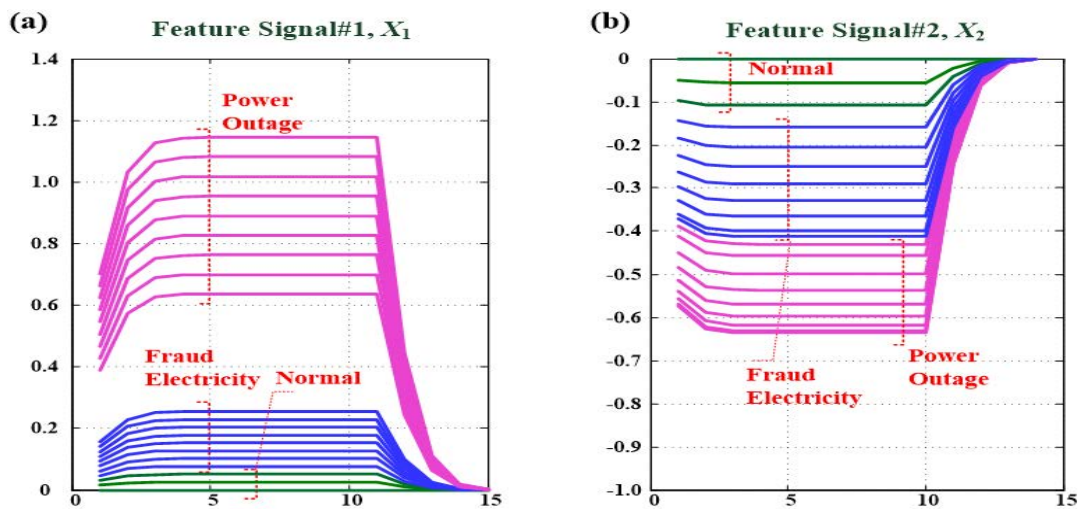 (a)
Feature Signal#1, X1
1.4
1.2
1.0
0.8
0.6
0.4
0.2
0
0
5
10
15
Power
Outage
Fraud
Electricity
Normal
(b)
Feature Signal#2, X2
0
-0.1
-0.2
-0.3
-0.4
-0.5
-0.6
-0.7
-0.8
-0.9
-1.0
0
5
10
15
Normal
Fraud
Electricity
Power
Outage